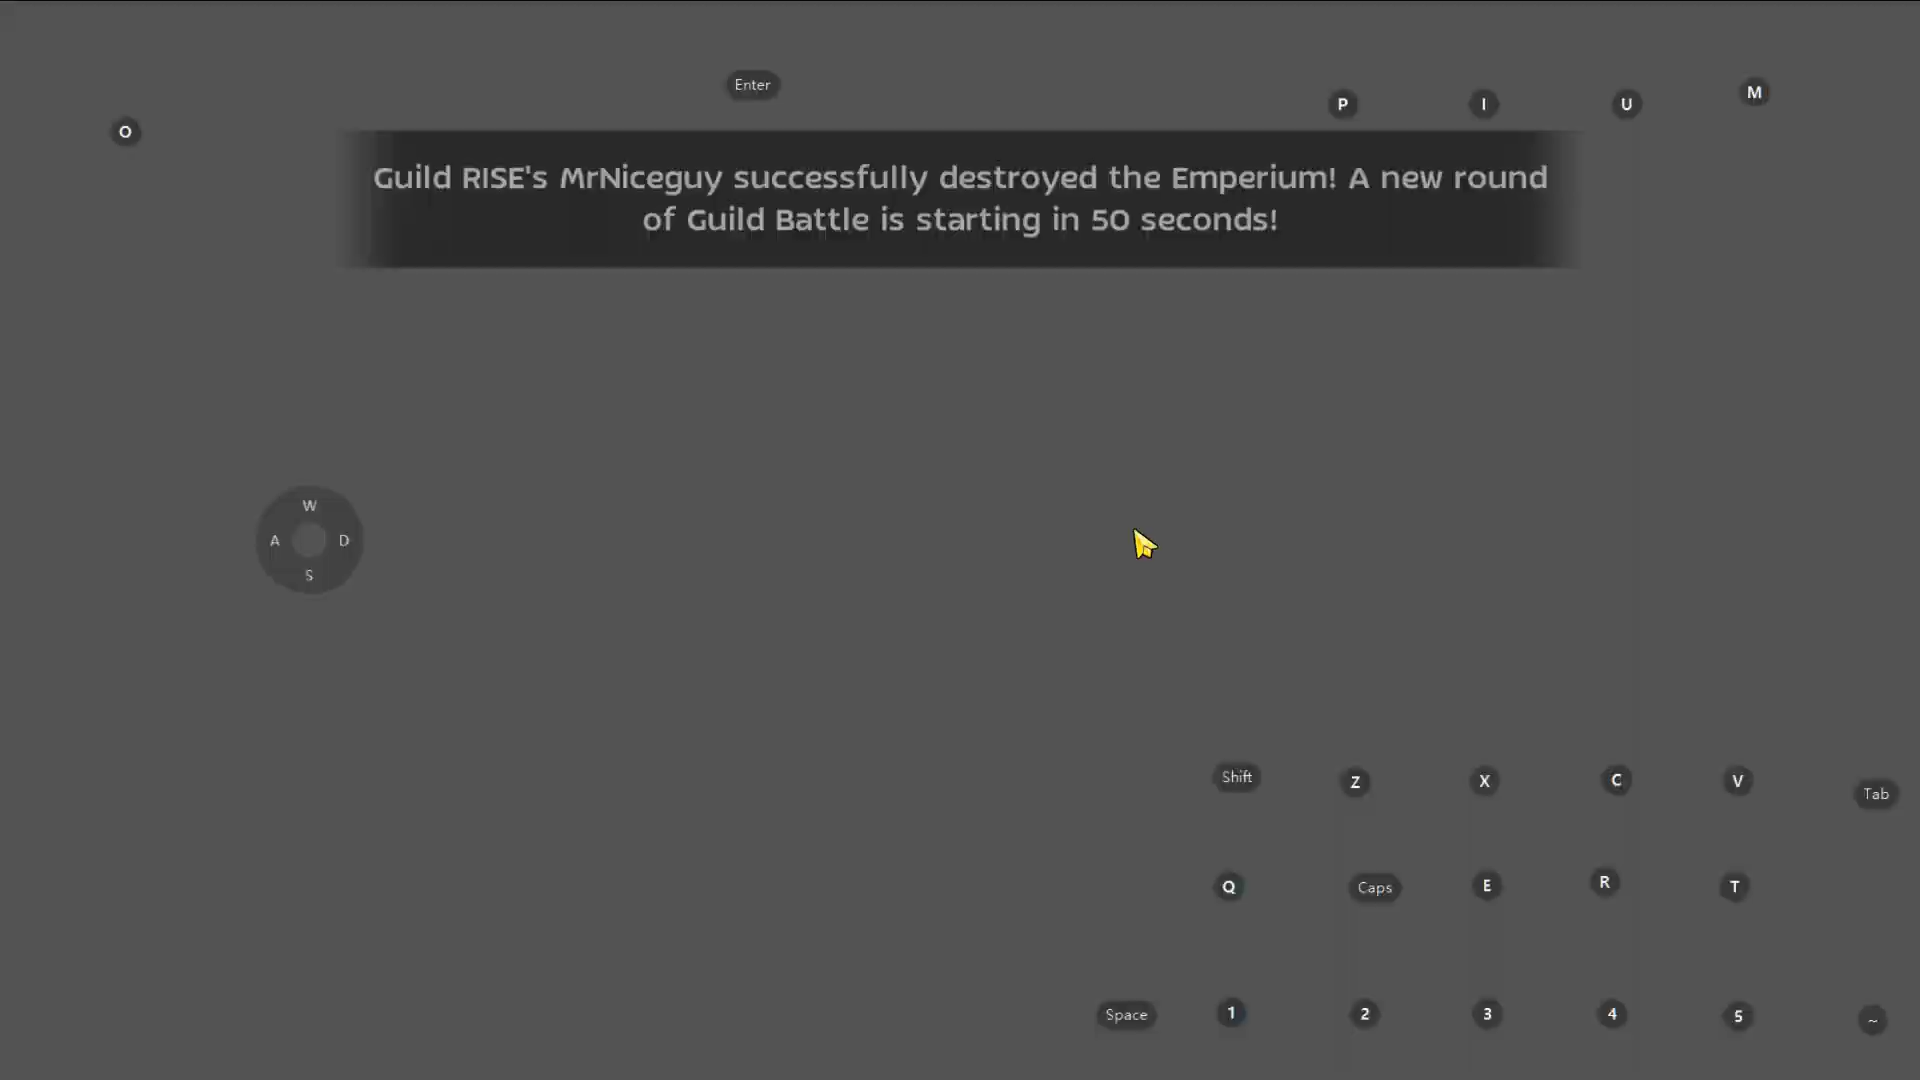 Enter
P
I
U
M
O
Guild RISE's MrNiceguy successfully destroyed the Emperium! A new round
of Guild Battle is starting in 50 seconds!
W
A D
S
Shift Z X C V Tab
Q Caps E R T
Space 1 2 3 4 5 ~